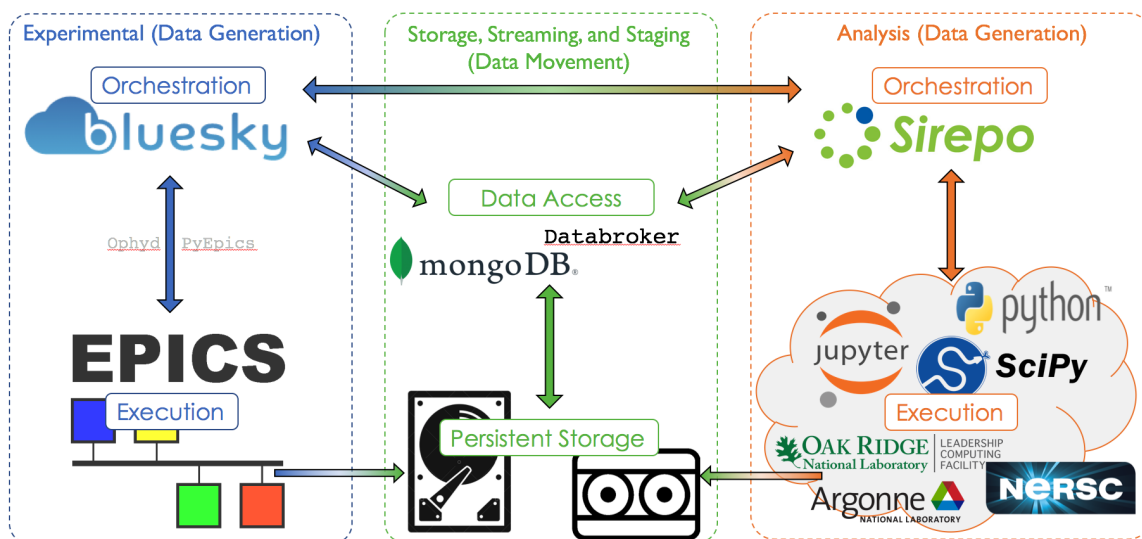 Experimental (Data Generation)
Orchestration
bluesky
Ophyd PyEpics
EPICS
Execution
Storage, Streaming, and Staging
(Data Movement)
Data Access
Databroker
mongoDB®
Persistent Storage
Analysis (Data Generation)
Orchestration
Sirepo
python™
jupyter
SciPy
Execution
OAK RIDGE
National Laboratory
LEADERSHIP
COMPUTING
FACILITY
Argonne
NATIONAL LABORATORY
NERSC